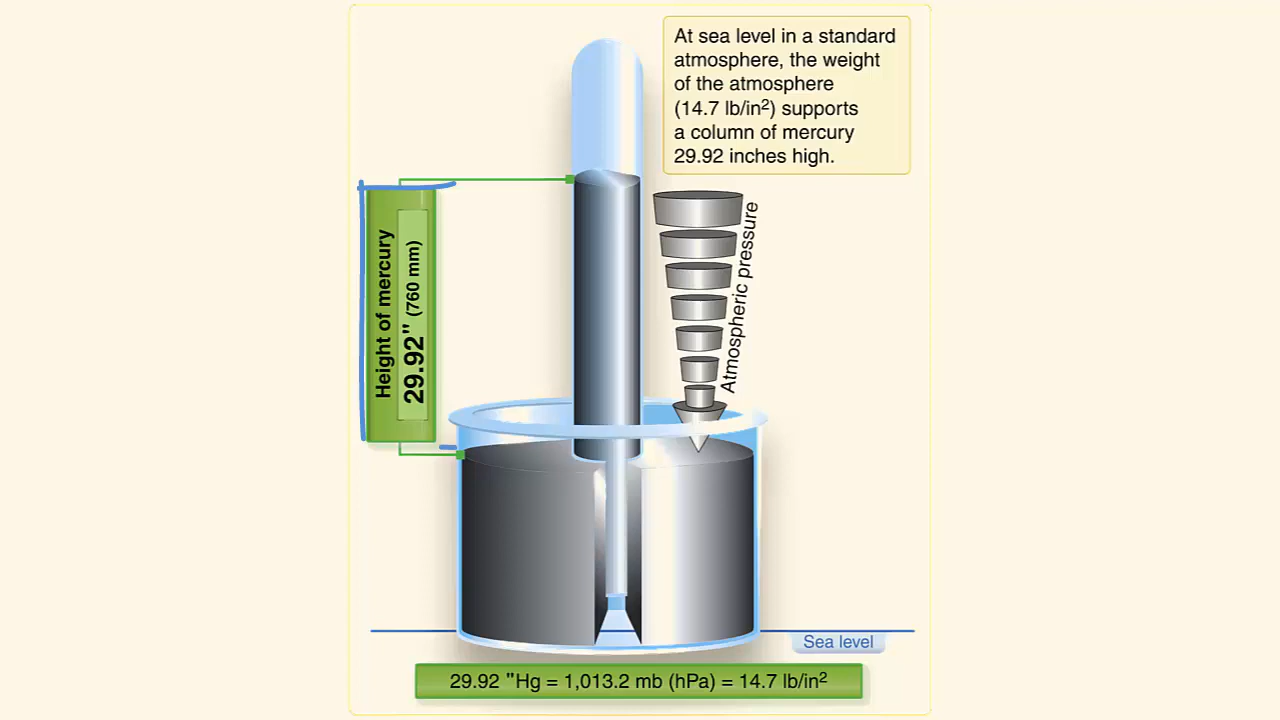 At sea level in a standard
atmosphere, the weight
of the atmosphere
(14.7 lb/in²) supports
a column of mercury
29.92 inches high.
Height of mercury
29.92" (760 mm)
Atmospheric pressure
Sea level
29.92 "Hg = 1,013.2 mb (hPa) = 14.7 lb/in²